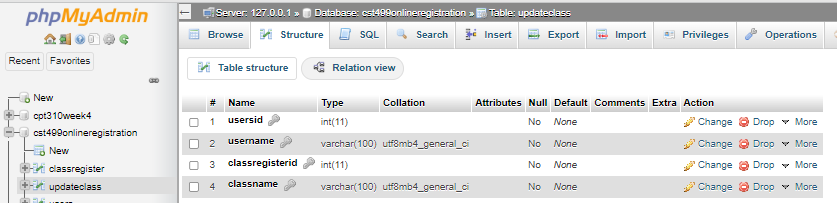 phpMyAdmin
Recent Favorites
New
cpt310week4
cst499onlineregistration
New
classregister
updateclass
Server: 127.0.0.1 » Database: cst499onlineregistration » Table: updateclass
Browse Structure SQL Search Insert Export Import Privileges Operations
Table structure Relation view
# Name Type Collation Attributes Null Default Comments Extra Action
1 usersid int(11) No None Change Drop More
2 username varchar(100) utf8mb4_general_ci No None Change Drop More
3 classregisterid int(11) No None Change Drop More
4 classname varchar(100) utf8mb4_general_ci No None Change Drop More